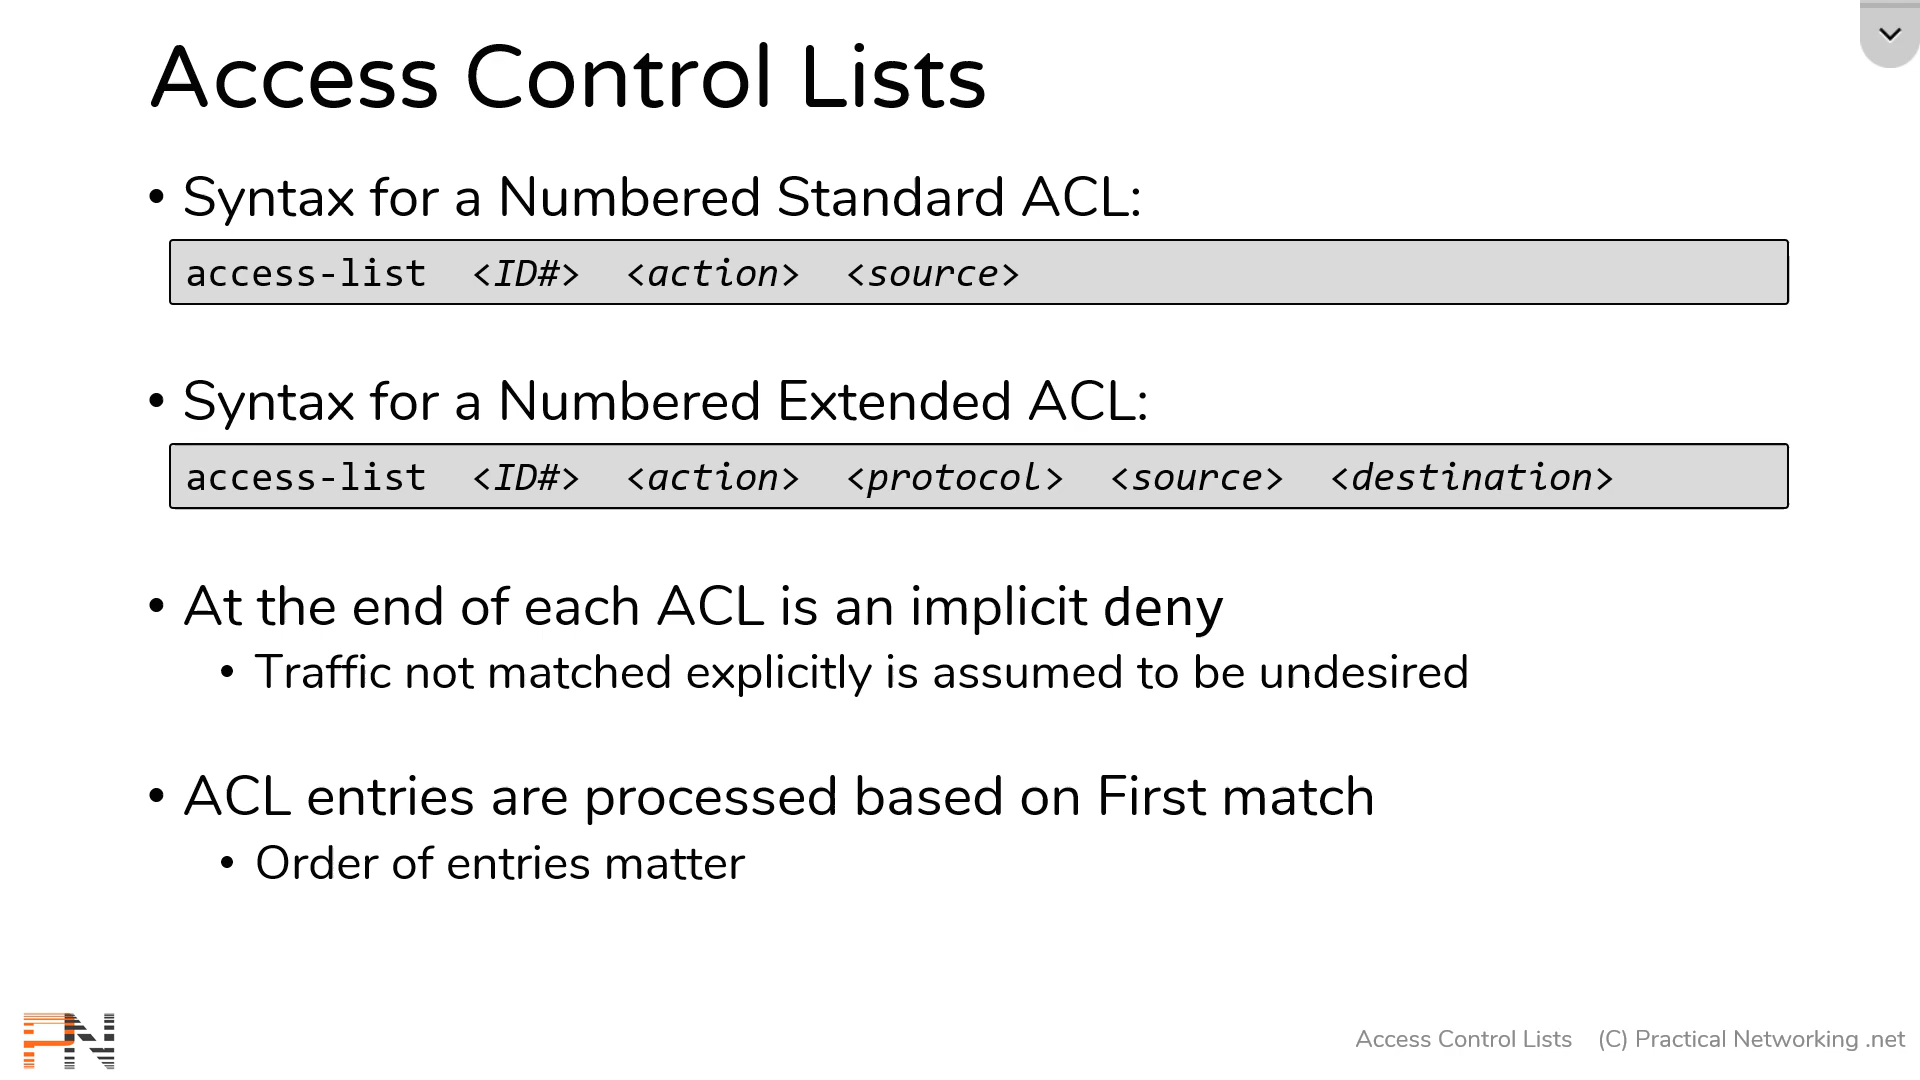 Access Control Lists
• Syntax for a Numbered Standard ACL:
access-list <ID#> <action> <source>
• Syntax for a Numbered Extended ACL:
access-list <ID#> <action> <protocol> <source> <destination>
• At the end of each ACL is an implicit deny
• Traffic not matched explicitly is assumed to be undesired
• ACL entries are processed based on First match
• Order of entries matter
PN
Access Control Lists (C) Practical Networking .net